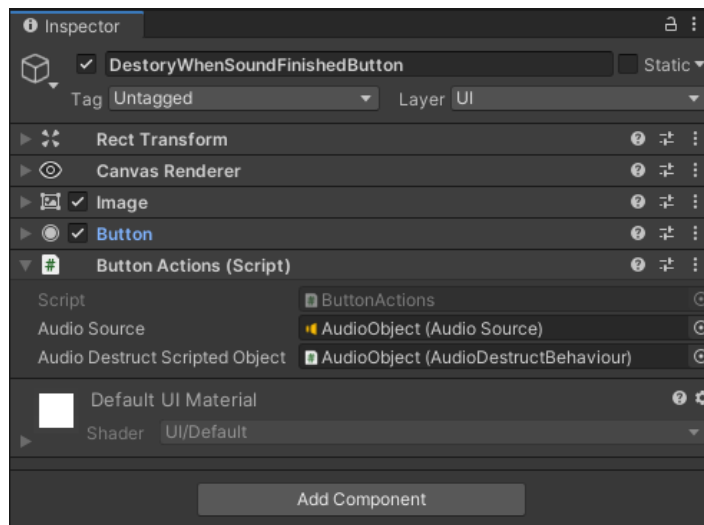 Inspector
DestoryWhenSoundFinishedButton Static
Tag Untagged Layer UI
Rect Transform
Canvas Renderer
Image
Button
# Button Actions (Script)
Script ButtonActions
Audio Source AudioObject (Audio Source)
Audio Destruct Scripted Object AudioObject (AudioDestructBehaviour)
Default UI Material
Shader UI/Default
Add Component